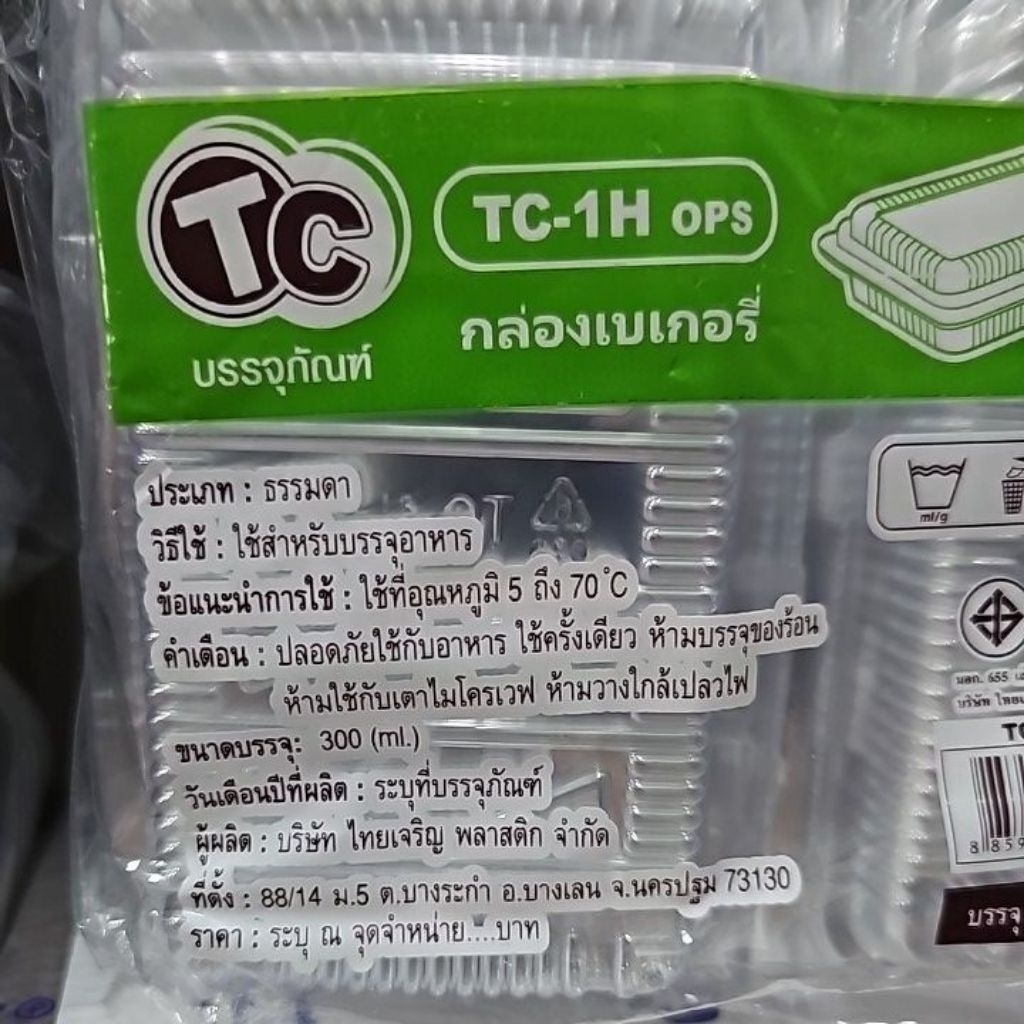 TC
บรรจุภัณฑ์
TC-1H OPS
กล่องเบเกอรี่
ประเภท : ธรรมดา
วิธีใช้ : ใช้สำหรับบรรจุอาหาร
ข้อแนะนำการใช้ : ใช้ที่อุณหภูมิ 5 ถึง 70 °C
คำเตือน : ปลอดภัยใช้กับอาหาร ใช้ครั้งเดียว ห้ามบรรจุของร้อน
ห้ามใช้กับเตาไมโครเวฟ ห้ามวางใกล้เปลวไฟ
ขนาดบรรจุ: 300 (ml.)
วันเดือนปีที่ผลิต : ระบุที่บรรจุภัณฑ์
ผู้ผลิต : บริษัท ไทยเจริญ พลาสติก จำกัด
ที่ตั้ง : 88/14 ม.5 ต.บางระกำ อ.บางเลน จ.นครปฐม 73130
ราคา : ระบุ ณ จุดจำหน่าย....บาท
ml/g
มอก. 655
บริษัท
8 859